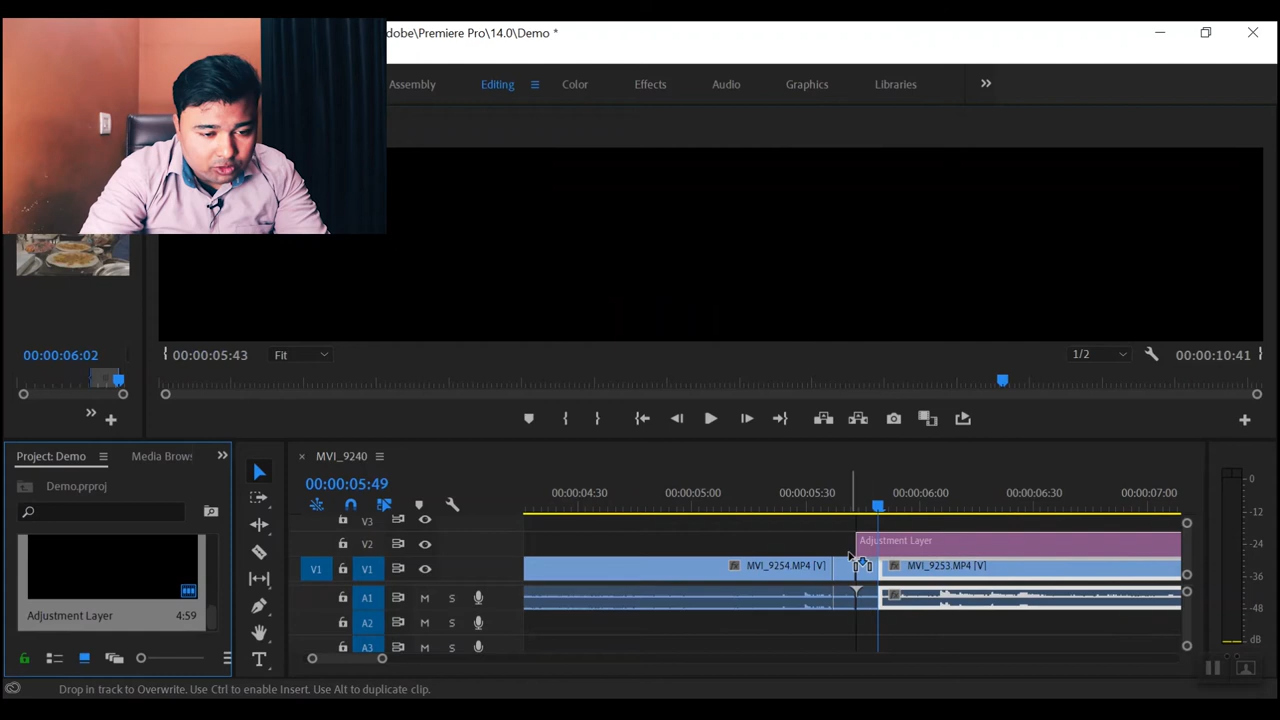 dobe\Premiere Pro\14.0\Demo *
Assembly
Editing
Color
Effects
Audio
Graphics
Libraries
00:00:06:02
00:00:05:43
Fit
1/2
00:00:10:41
Project: Demo
Media Brows
Demo.prproj
Adjustment Layer
4:59
MVI_9240
00:00:05:49
00:00:04:30
00:00:05:00
00:00:05:30
00:00:06:00
00:00:06:30
00:00:07:00
V3
V2
Adjustment Layer
V1
V1
fx
MVI_9254.MP4 [V]
fx
MVI_9253.MP4 [V]
A1
M
S
fx
A2
M
S
A3
M
S
0
-12
-24
-36
-48
dB
Drop in track to Overwrite. Use Ctrl to enable Insert. Use Alt to duplicate clip.